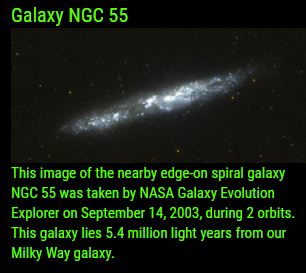 Galaxy NGC 55
This image of the nearby edge-on spiral galaxy
NGC 55 was taken by NASA Galaxy Evolution
Explorer on September 14, 2003, during 2 orbits.
This galaxy lies 5.4 million light years from our
Milky Way galaxy.